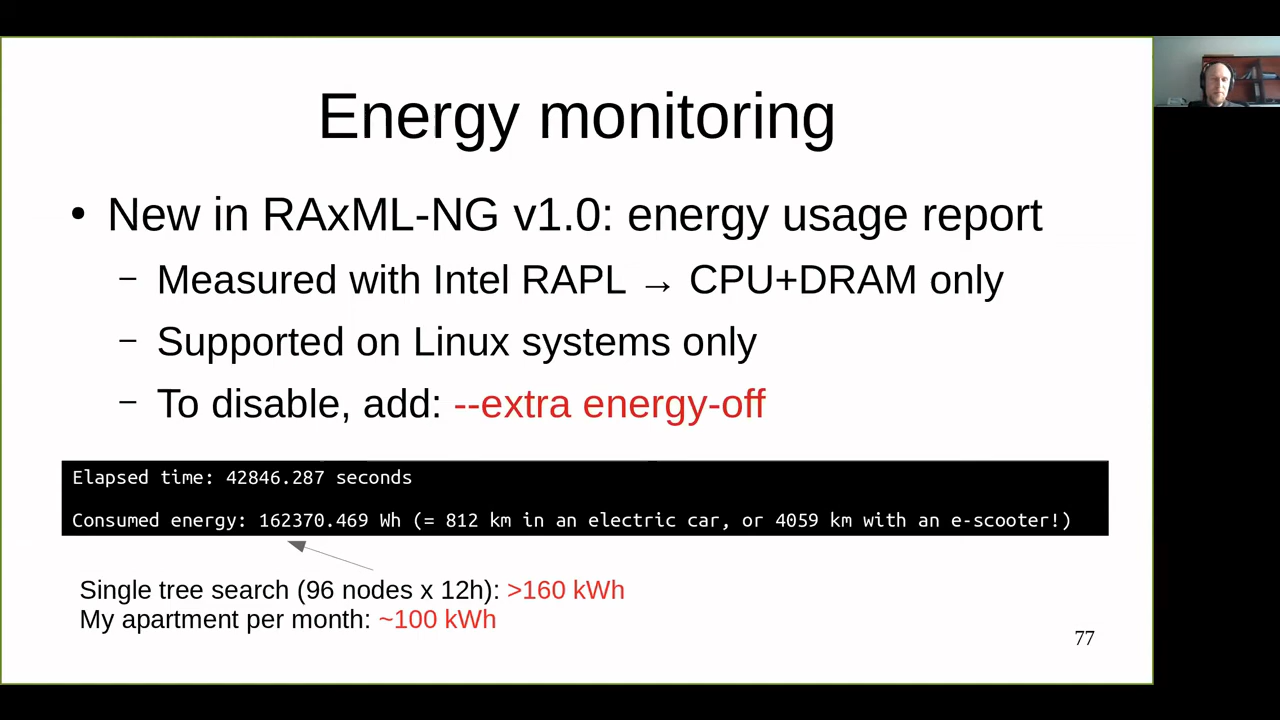 Energy monitoring
• New in RAxML-NG v1.0: energy usage report
– Measured with Intel RAPL → CPU+DRAM only
– Supported on Linux systems only
– To disable, add: --extra energy-off
Elapsed time: 42846.287 seconds
Consumed energy: 162370.469 Wh (= 812 km in an electric car, or 4059 km with an e-scooter!)
Single tree search (96 nodes x 12h): >160 kWh
My apartment per month: ~100 kWh
77